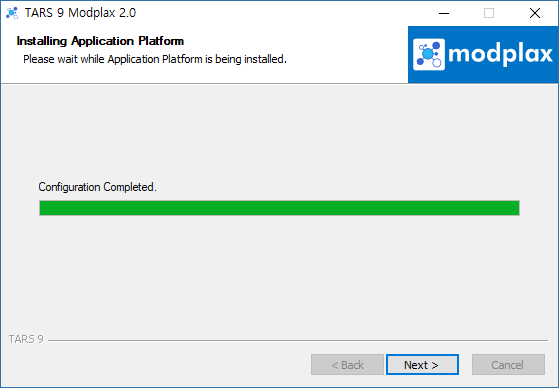 TARS 9 Modplax 2.0
Installing Application Platform
Please wait while Application Platform is being installed.
modplax
Configuration Completed.
TARS 9
< Back
Next >
Cancel